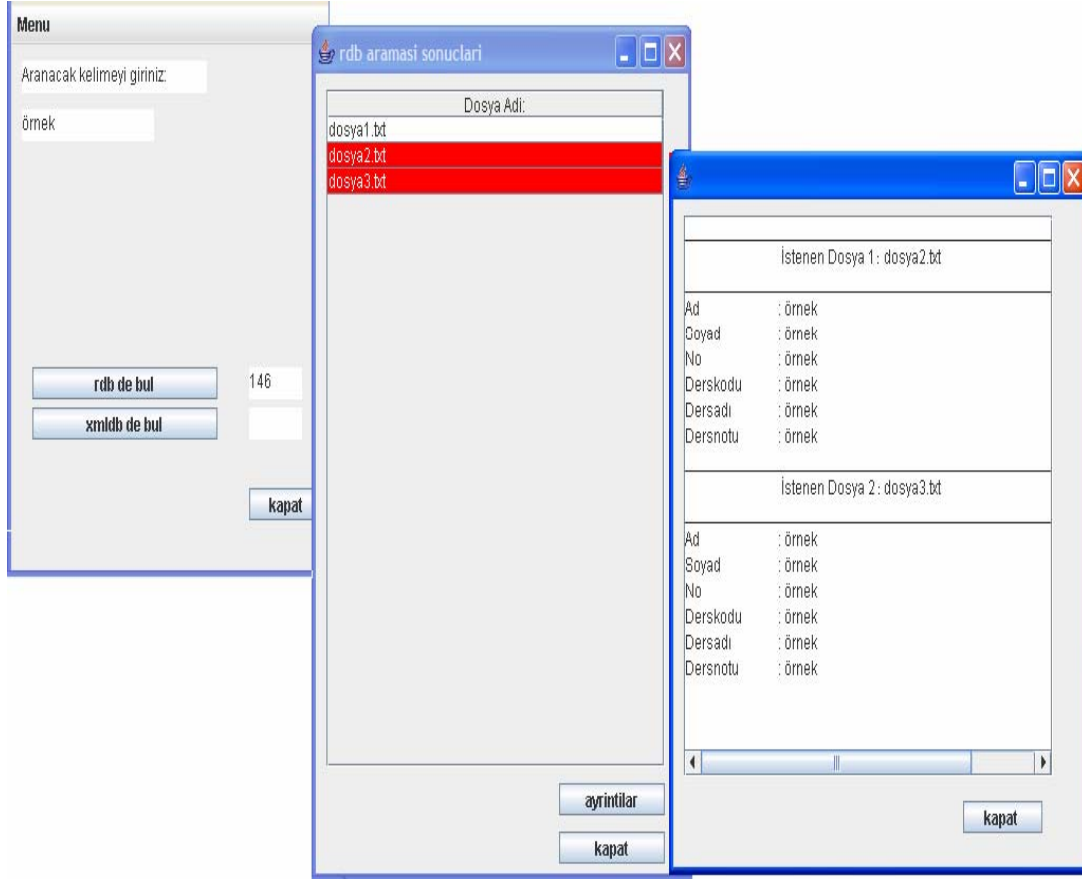 Menu
Aranacak kelimeyi giriniz:
örnek
rdb de bul
146
xmldb de bul
kapat
rdb aramasi sonuclari
Dosya Adi:
dosya1.txt
dosya2.txt
dosya3.txt
ayrintilar
kapat
İstenen Dosya 1 : dosya2.txt
Ad : örnek
Soyad : örnek
No : örnek
Derskodu : örnek
Dersadı : örnek
Dersnotu : örnek
İstenen Dosya 2 : dosya3.txt
Ad : örnek
Soyad : örnek
No : örnek
Derskodu : örnek
Dersadı : örnek
Dersnotu : örnek
kapat